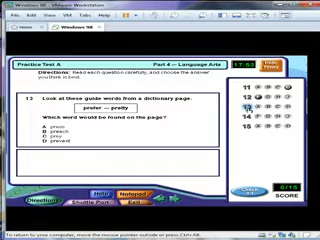 Windows 98 - VMware Workstation
File Edit View VM Tabs Help
Home Windows 98
Practice Test A Part 4 — Language Arts
17:53 Hide Timer
Directions: Read each question carefully, and choose the answer
you think is best.
13 Look at these guide words from a dictionary page.
prefer — pretty
Which word would be found on the page?
A press
B preach
C prey
D prevent
11 A B C D
12 F G H J
13 A B C D
14 F G H J
15 A B C D
Directions
Help
Notepad
Shuttle Port
Exit
Check
0/15
SCORE
To return to your computer, move the mouse pointer outside or press Ctrl+Alt.